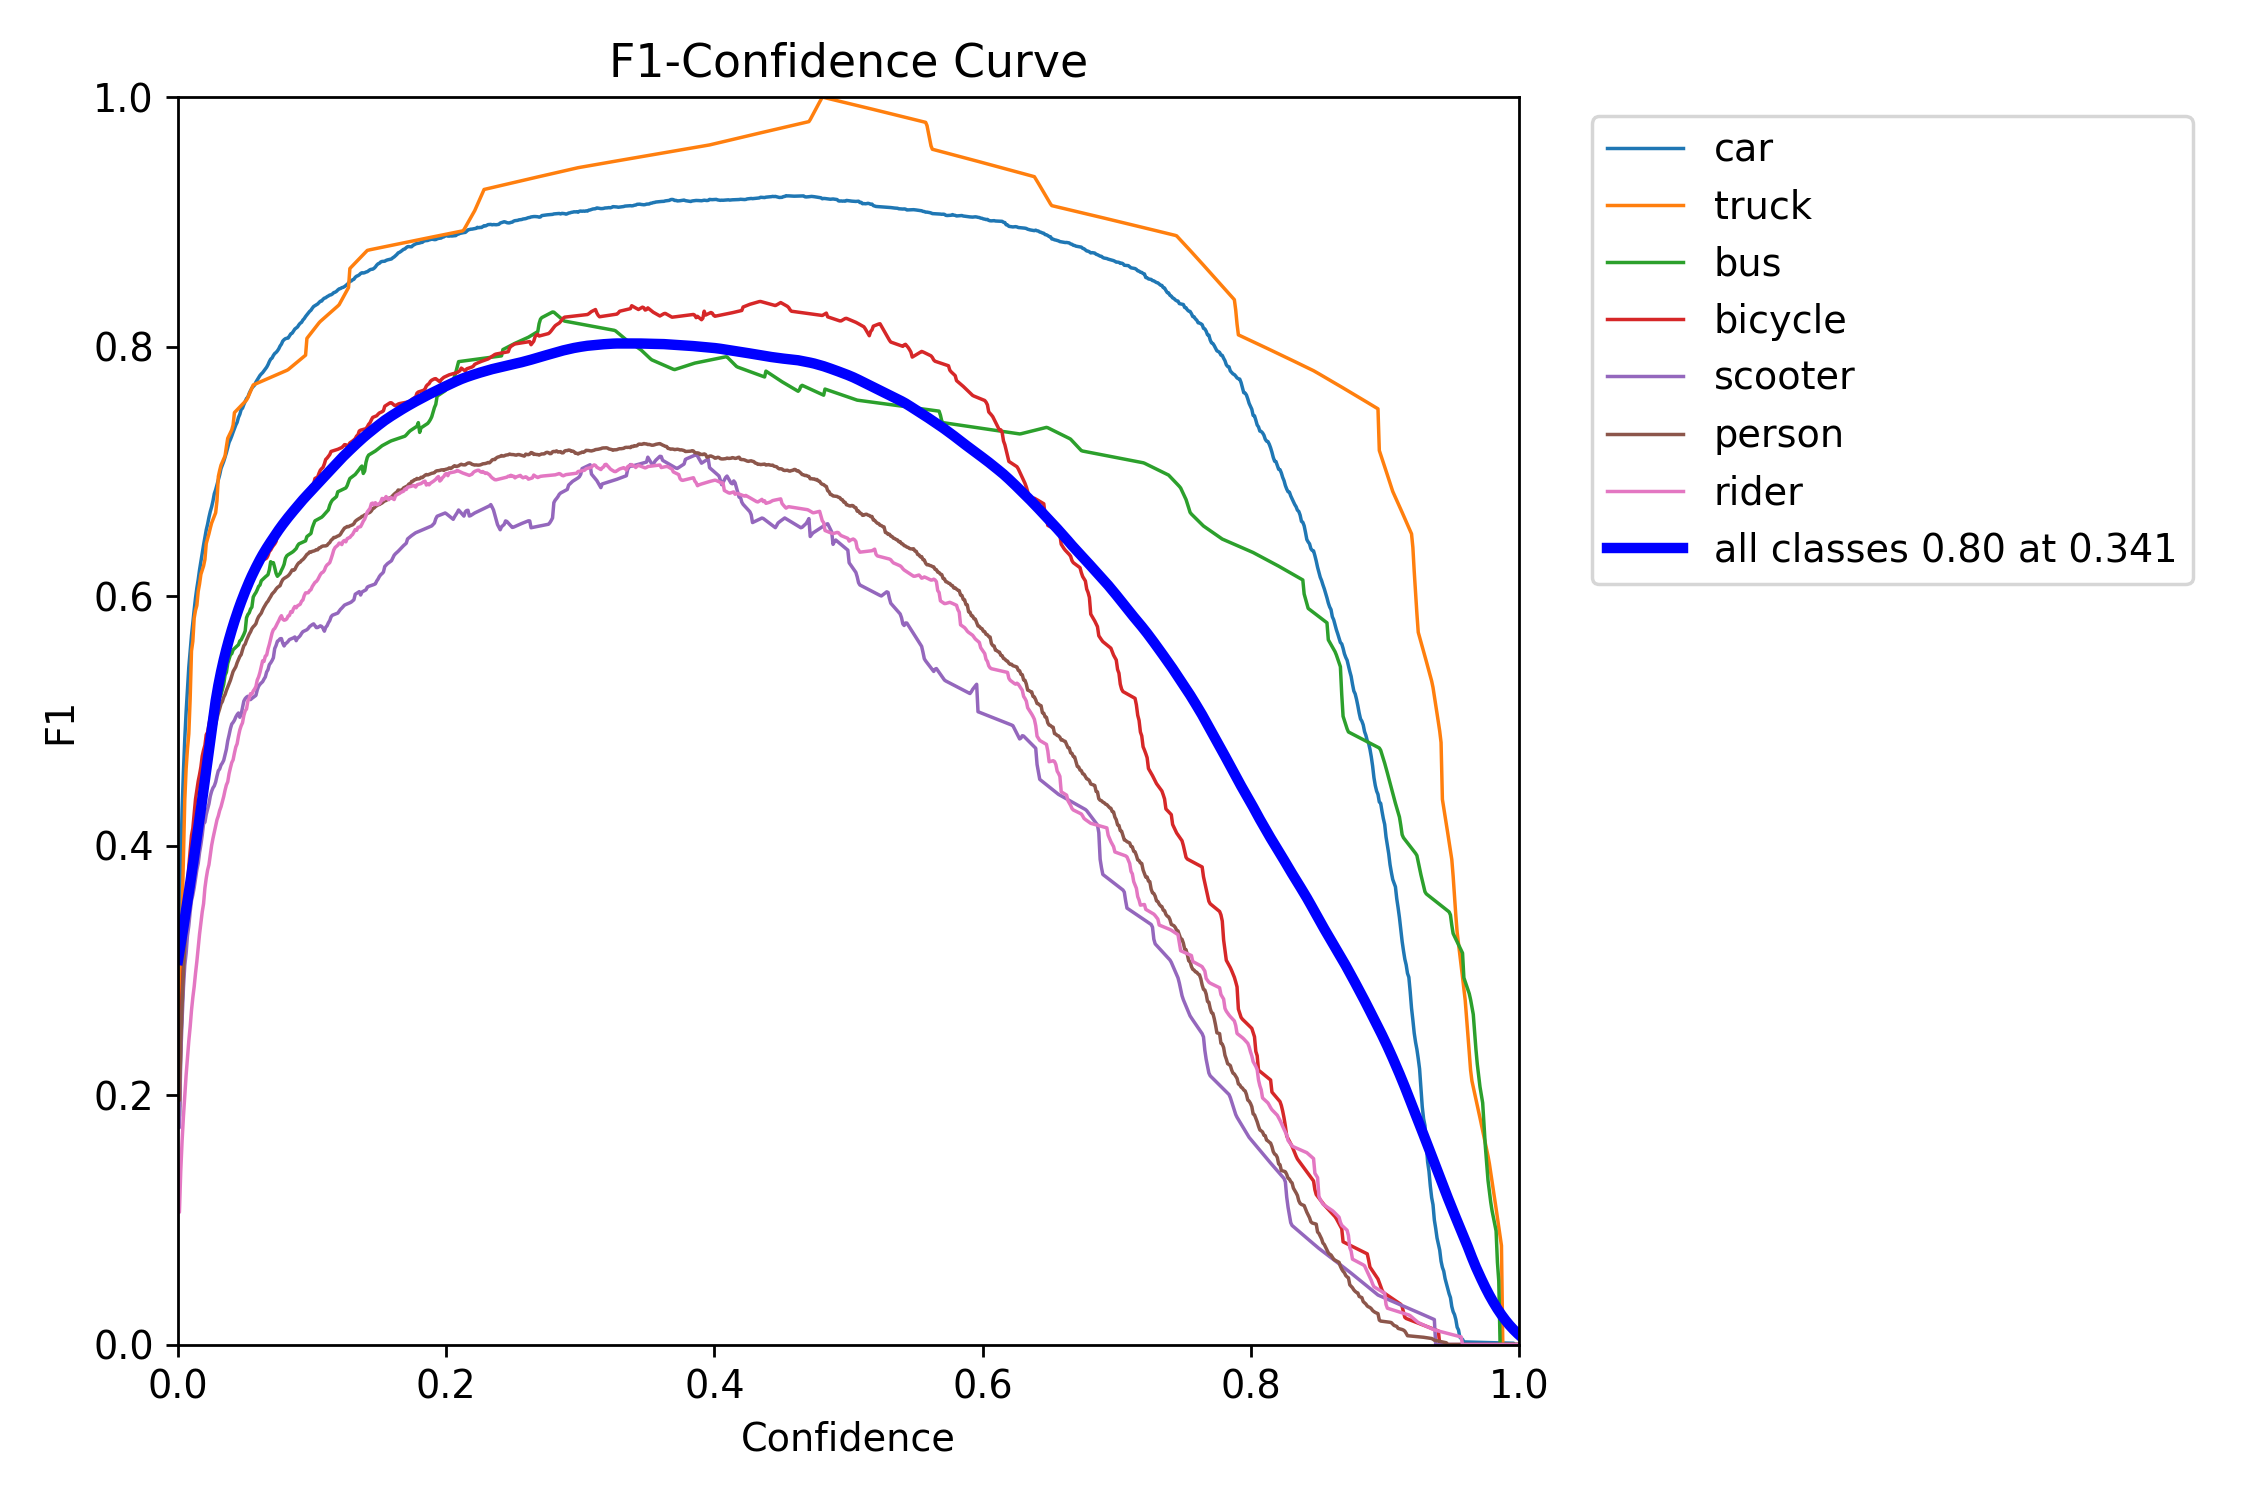 F1-Confidence Curve
1.0
0.8
0.6
0.4
0.2
0.0
F1
0.0 0.2 0.4 0.6 0.8 1.0
Confidence
car
truck
bus
bicycle
scooter
person
rider
all classes 0.80 at 0.341